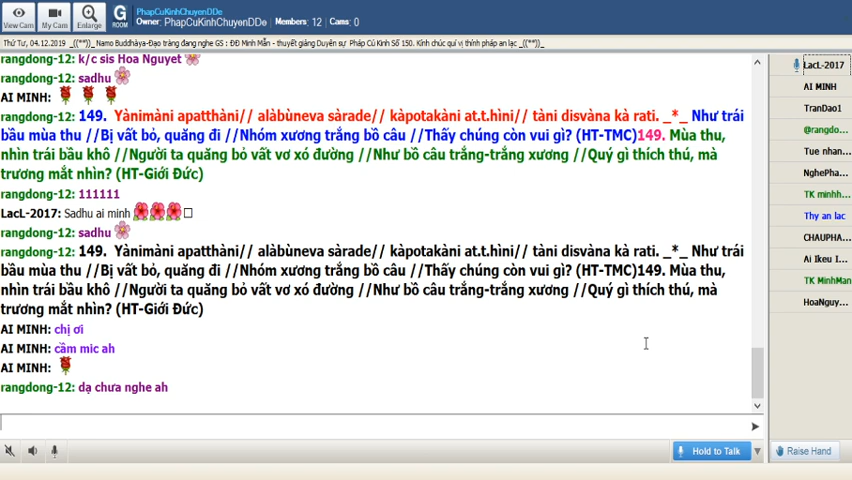 PhapCuKinhChuyenDDe
Owner: PhapCuKinhChuyenDDe Members: 12 Cams: 0
View Cam
My Cam
Enlarge
G
ROOM
Thứ Tư, 04.12.2019 _((**))_ Namo Buddhàya-Đạo tràng đang nghe GS : ĐĐ Minh Mẫn - thuyết giảng Duyên sự Pháp Cú Kinh Số 150. Kính chúc quí vị thính pháp an lạc _((**))_
rangdong-12: k/c sis Hoa Nguyet
rangdong-12: sadhu
AI MINH:
rangdong-12: 149. Yànimàni apatthàni// alàbùneva sàrade// kàpotakàni at.t.hìni// tàni disvàna kà rati. _*_ Như trái
bầu mùa thu //Bị vất bỏ, quăng đi //Nhóm xương trắng bồ câu //Thấy chúng còn vui gì? (HT-TMC)149. Mùa thu,
nhìn trái bầu khô //Người ta quăng bỏ vất vơ xó đường //Như bồ câu trắng-trắng xương //Quý gì thích thú, mà
trương mắt nhìn? (HT-Giới Đức)
rangdong-12: 111111
LacL-2017: Sadhu ai minh
rangdong-12: sadhu
rangdong-12: 149. Yànimàni apatthàni// alàbùneva sàrade// kàpotakàni at.t.hìni// tàni disvàna kà rati. _*_ Như trái
bầu mùa thu //Bị vất bỏ, quăng đi //Nhóm xương trắng bồ câu //Thấy chúng còn vui gì? (HT-TMC)149. Mùa thu,
nhìn trái bầu khô //Người ta quăng bỏ vất vơ xó đường //Như bồ câu trắng-trắng xương //Quý gì thích thú, mà
trương mắt nhìn? (HT-Giới Đức)
AI MINH: chị ơi
AI MINH: cầm mic ah
AI MINH:
rangdong-12: dạ chưa nghe ah
Hold to Talk
Raise Hand
LacL-2017
AI MINH
TranDao1
@rangdo...
Tue nhan...
NghePha...
TK minhh...
Thy an lac
CHAUPHA...
Ai Ikeu I...
TK MinhMan
HoaNguy...